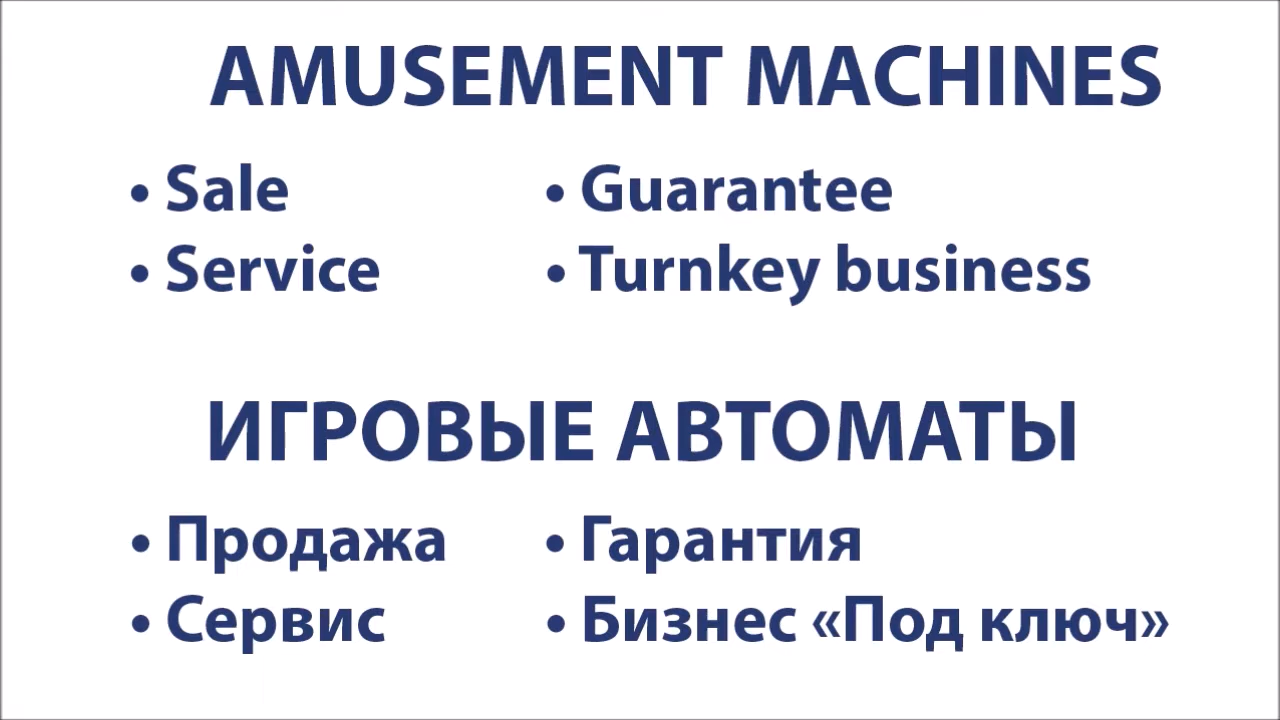 AMUSEMENT MACHINES
• Sale • Guarantee
• Service • Turnkey business
ИГРОВЫЕ АВТОМАТЫ
• Продажа • Гарантия
• Сервис • Бизнес «Под ключ»